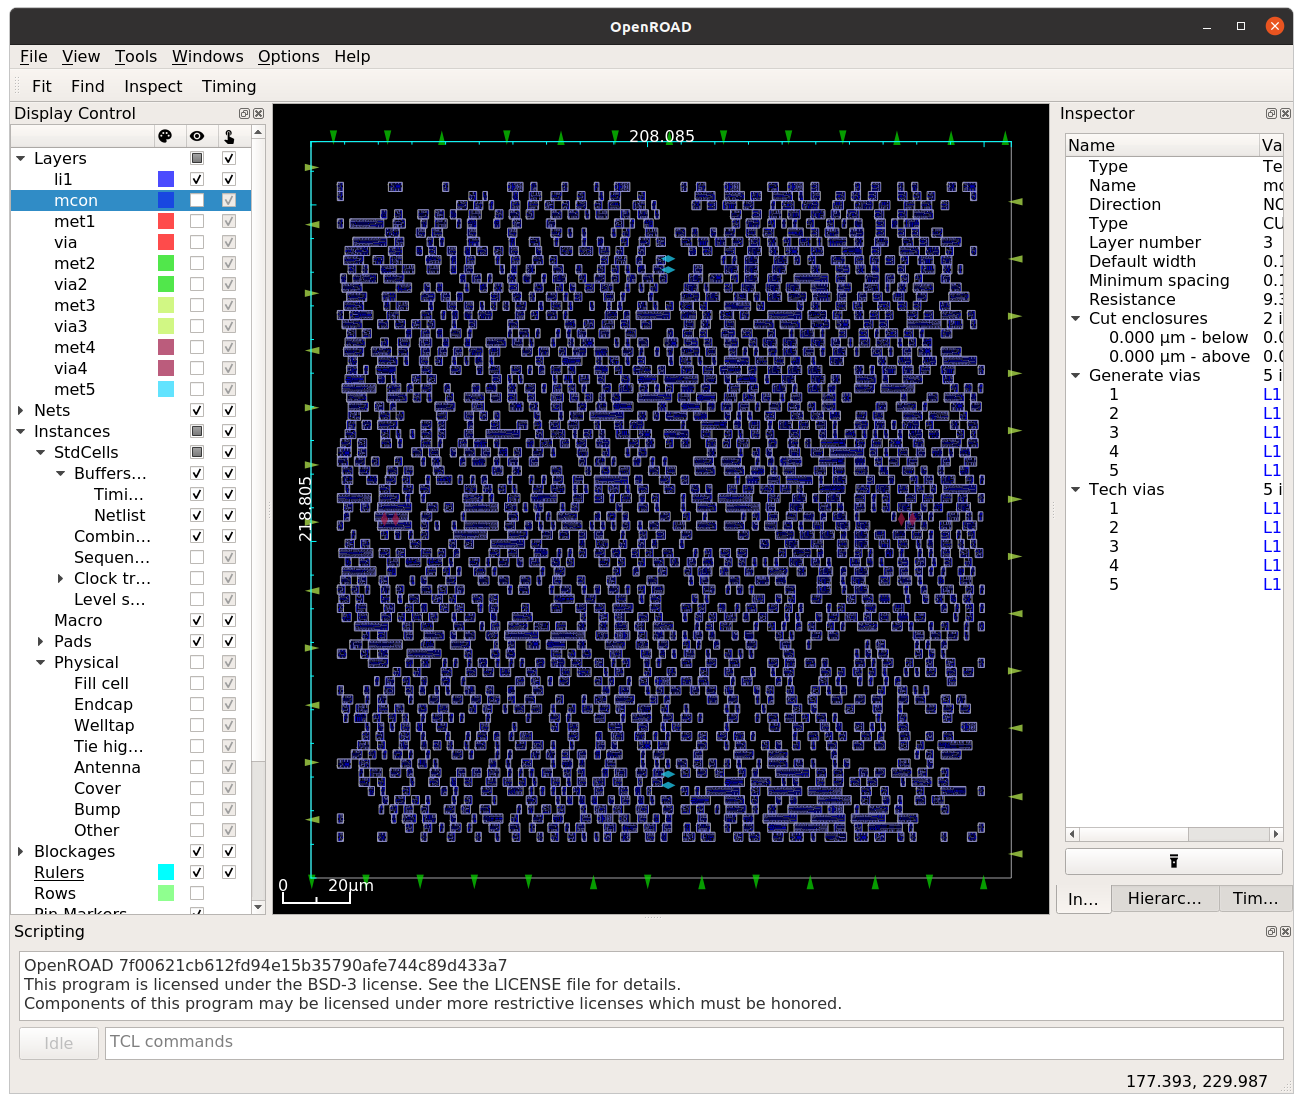 OpenROAD
File View Tools Windows Options Help
Fit Find Inspect Timing
Display Control
Layers
li1
mcon
met1
via
met2
via2
met3
via3
met4
via4
met5
Nets
Instances
StdCells
Buffers...
Timi...
Netlist
Combin...
Sequen...
Clock tr...
Level s...
Macro
Pads
Physical
Fill cell
Endcap
Welltap
Tie hig...
Antenna
Cover
Bump
Other
Blockages
Rulers
Rows
Pin Markers
208.085
218.805
0 20μm
Inspector
Name Va
Type Te
Name mc
Direction NO
Type CU
Layer number 3
Default width 0.1
Minimum spacing 0.1
Resistance 9.3
Cut enclosures 2 i
0.000 μm - below 0.0
0.000 μm - above 0.0
Generate vias 5 i
1 L1
2 L1
3 L1
4 L1
5 L1
Tech vias 5 i
1 L1
2 L1
3 L1
4 L1
5 L1
In... Hierarc... Tim...
Scripting
OpenROAD 7f00621cb612fd94e15b35790afe744c89d433a7
This program is licensed under the BSD-3 license. See the LICENSE file for details.
Components of this program may be licensed under more restrictive licenses which must be honored.
Idle TCL commands
177.393, 229.987